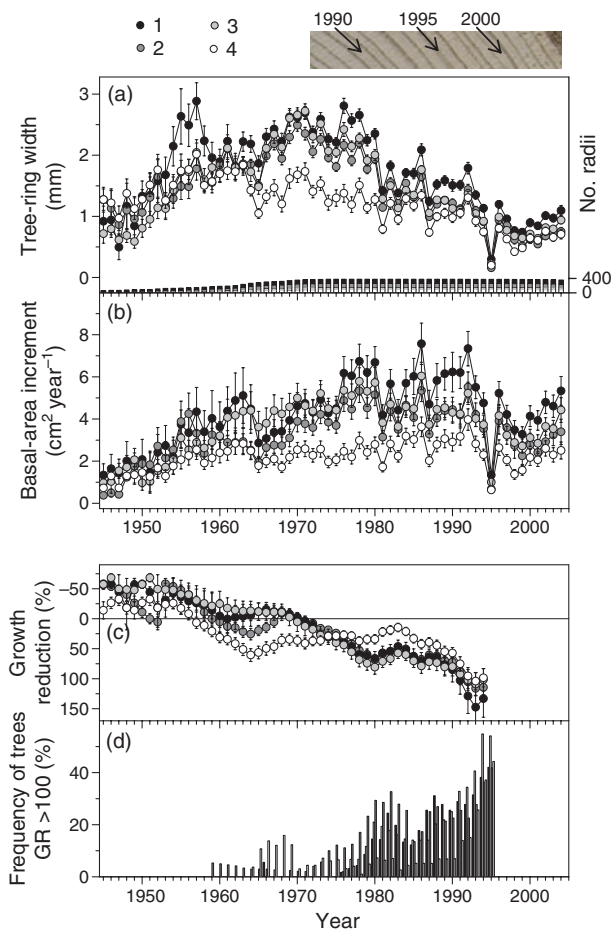 1 3
2 4
1990 1995 2000
(a)
Tree-ring width
(mm)
3
2
1
0
No. radii
400
0
(b)
Basal-area increment
(cm² year⁻¹)
8
6
4
2
0
1950 1960 1970 1980 1990 2000
(c)
Growth
reduction (%)
–50
0
50
100
150
(d)
Frequency of trees
GR >100 (%)
40
20
0
1950 1960 1970 1980 1990 2000
Year